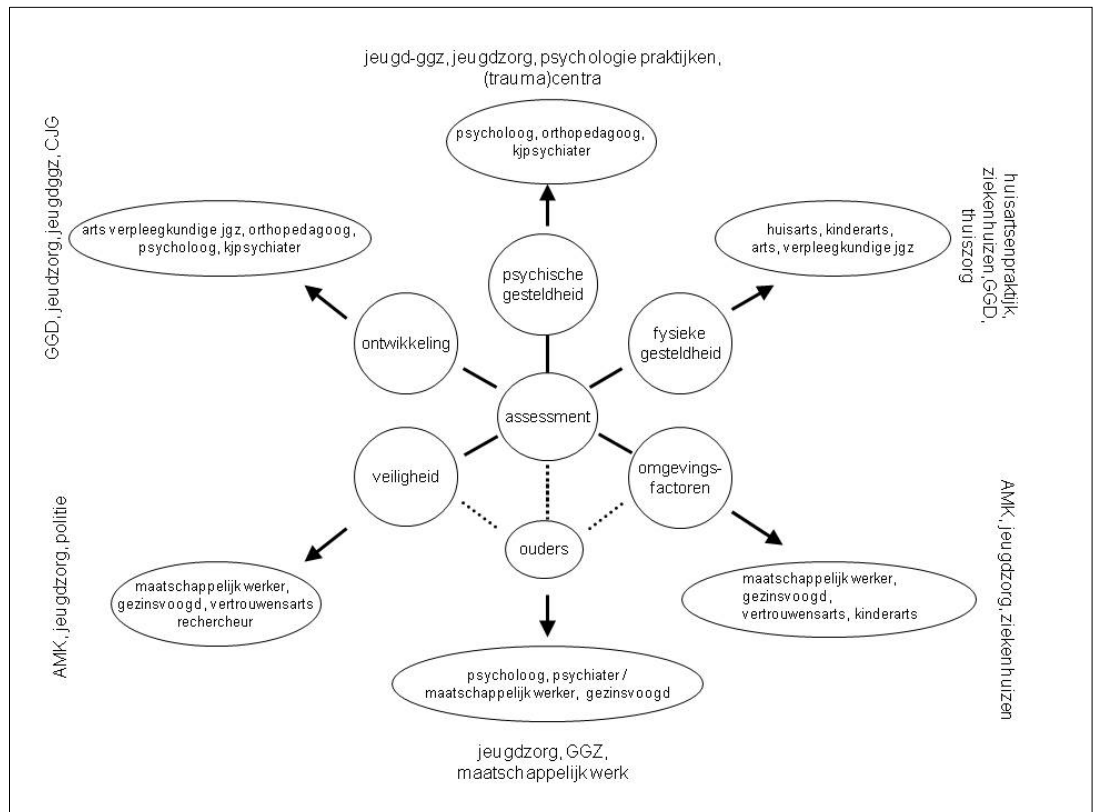 jeugd-ggz, jeugdzorg, psychologie praktijken,
(trauma)centra
psycholoog, orthopedagoog,
kjpsychiater
GGD, jeudzorg, jeugdggz, CJG
arts verpleegkundige jgz, orthopedagoog,
psycholoog, kjpsychiater
huisarts, kinderarts,
arts, verpleegkundige jgz
huisartsenpraktijk,
ziekenhuizen,GGD,
thuiszorg
psychische
gesteldheid
ontwikkeling
fysieke
gesteldheid
assessment
veiligheid
omgevings-
factoren
ouders
AMK, jeugdzorg, politie
maatschappelijk werker,
gezinsvoogd, vertrouwensarts
rechercheur
maatschappelijk werker,
gezinsvoogd,
vertrouwensarts, kinderarts
AMK, jeugdzorg, ziekenhuizen
psycholoog, psychiater /
maatschappelijk werker, gezinsvoogd
jeugdzorg, GGZ,
maatschappelijk werk